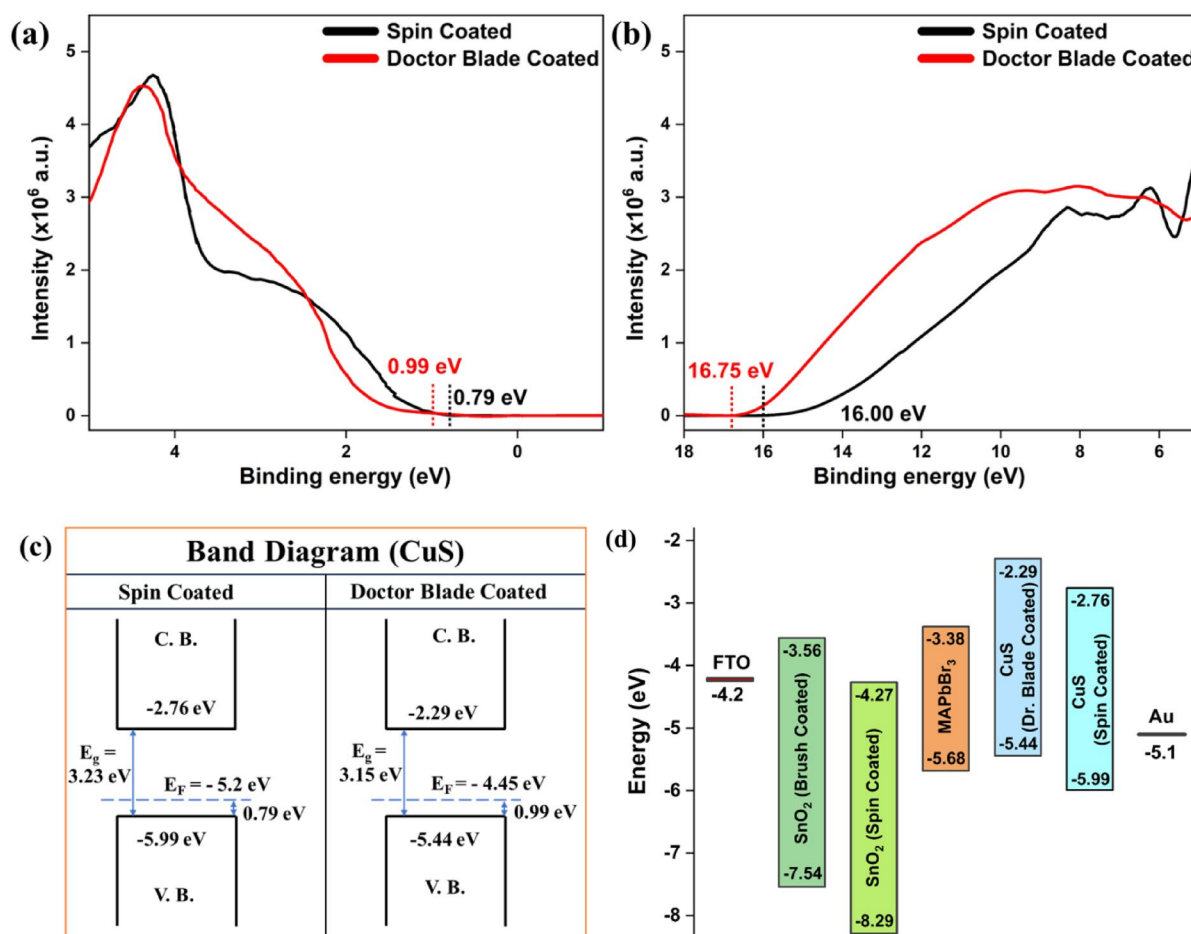 (a)
Spin Coated
Doctor Blade Coated
Intensity (x10⁶ a.u.)
5
4
3
2
1
0
0.99 eV
0.79 eV
4
2
0
Binding energy (eV)
(b)
Spin Coated
Doctor Blade Coated
Intensity (x10⁶ a.u.)
5
4
3
2
1
0
16.75 eV
16.00 eV
18
16
14
12
10
8
6
Binding energy (eV)
(c)
Band Diagram (CuS)
Spin Coated
Doctor Blade Coated
C. B.
-2.76 eV
E_g =
3.23 eV
E_F = - 5.2 eV
0.79 eV
-5.99 eV
V. B.
C. B.
-2.29 eV
E_g =
3.15 eV
E_F = - 4.45 eV
0.99 eV
-5.44 eV
V. B.
(d)
Energy (eV)
-2
-3
-4
-5
-6
-7
-8
FTO
-4.2
-3.56
SnO₂ (Brush Coated)
-7.54
-4.27
SnO₂ (Spin Coated)
-8.29
-3.38
MAPbBr₃
-5.68
-2.29
CuS
(Dr. Blade Coated)
-5.44
-2.76
CuS
(Spin Coated)
-5.99
Au
-5.1